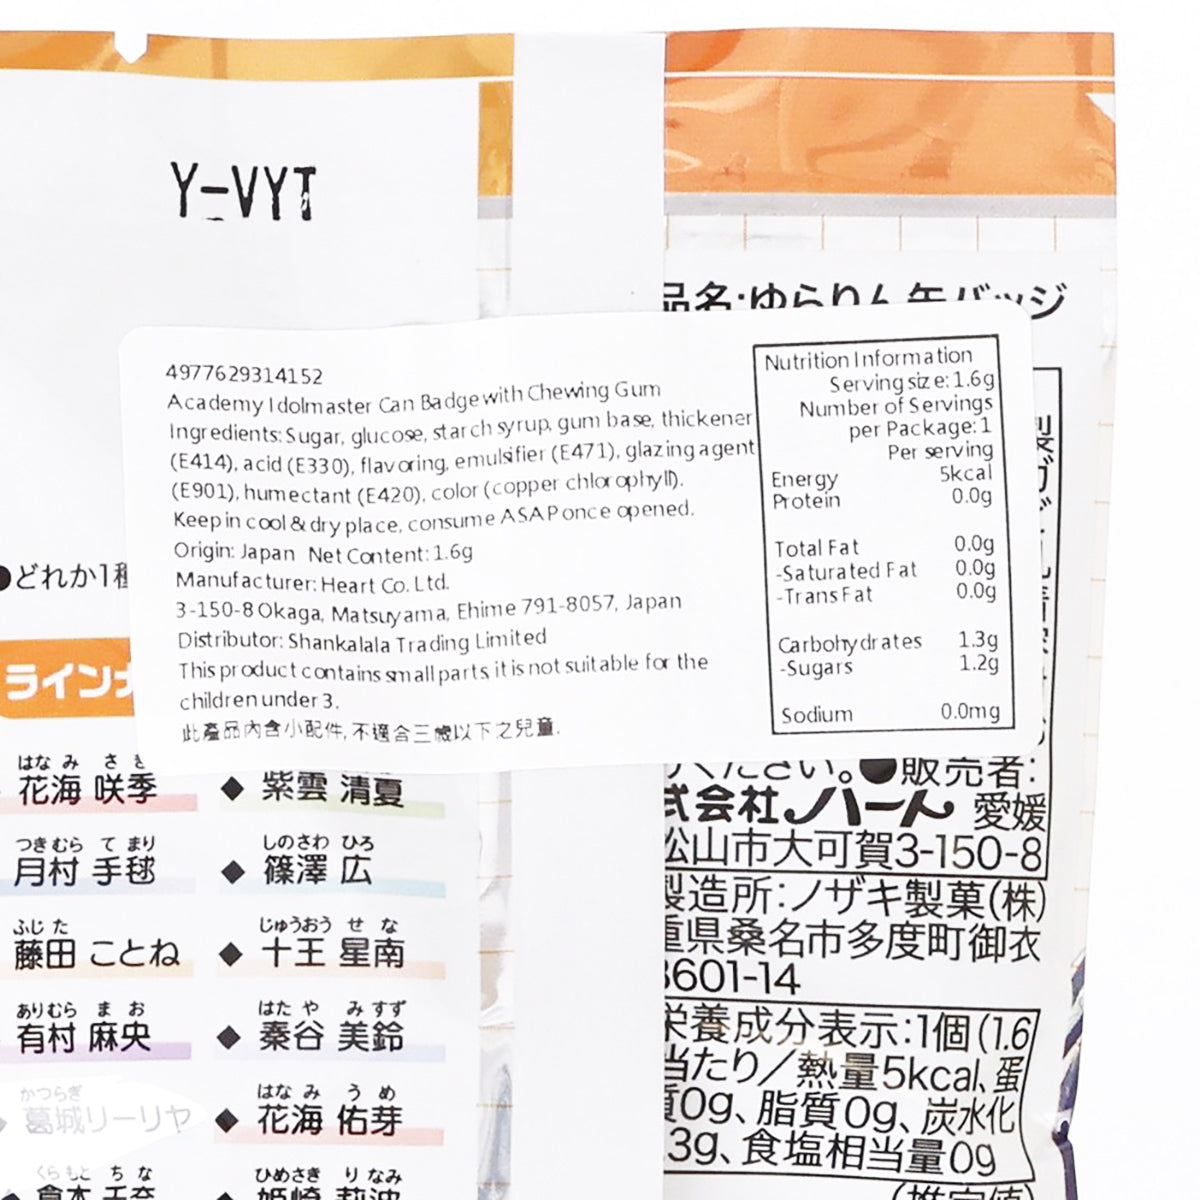 Y-VYT
品名:ゆらりん缶バッジ
4977629314152
Academy Idolmaster Can Badge with Chewing Gum
Ingredients: Sugar, glucose, starch syrup, gum base, thickener
(E414), acid (E330), flavoring, emulsifier (E471), glazing agent
(E901), humectant (E420), color (copper chlorophyll).
Keep in cool & dry place, consume ASAP once opened.
Origin: Japan Net Content: 1.6g
Manufacturer: Heart Co. Ltd.
3-150-8 Okaga, Matsuyama, Ehime 791-8057, Japan
Distributor: Shankalala Trading Limited
This product contains small parts it is not suitable for the
children under 3.
此產品內含小配件,不適合三歲以下之兒童.
Nutrition Information
Serving size: 1.6g
Number of Servings
per Package: 1
Per serving
Energy 5kcal
Protein 0.0g
Total Fat 0.0g
-Saturated Fat 0.0g
-Trans Fat 0.0g
Carbohydrates 1.3g
-Sugars 1.2g
Sodium 0.0mg
●どれか1種
ライン
はなみ さき
花海 咲季
◆ 紫雲 清夏
つきむら てまり
月村 手毬
しのさわ ひろ
◆ 篠澤 広
ふじた
藤田 ことね
じゅうおう せな
◆ 十王 星南
ありむら まお
有村 麻央
はたや みすず
◆ 秦谷 美鈴
かつらぎ
葛城リーリヤ
はなみ うめ
◆ 花海 佑芽
くらもと ちな
倉本 千奈
ひめさき りなみ
姫崎 莉波
ください。●販売者:
式会社ハート 愛媛
松山市大可賀3-150-8
製造所:ノザキ製菓(株)
重県桑名市多度町御衣
3601-14
栄養成分表示:1個(1.6
当たり/熱量5kcal、蛋
質0g、脂質0g、炭水化
.3g、食塩相当量0g
(推定値)